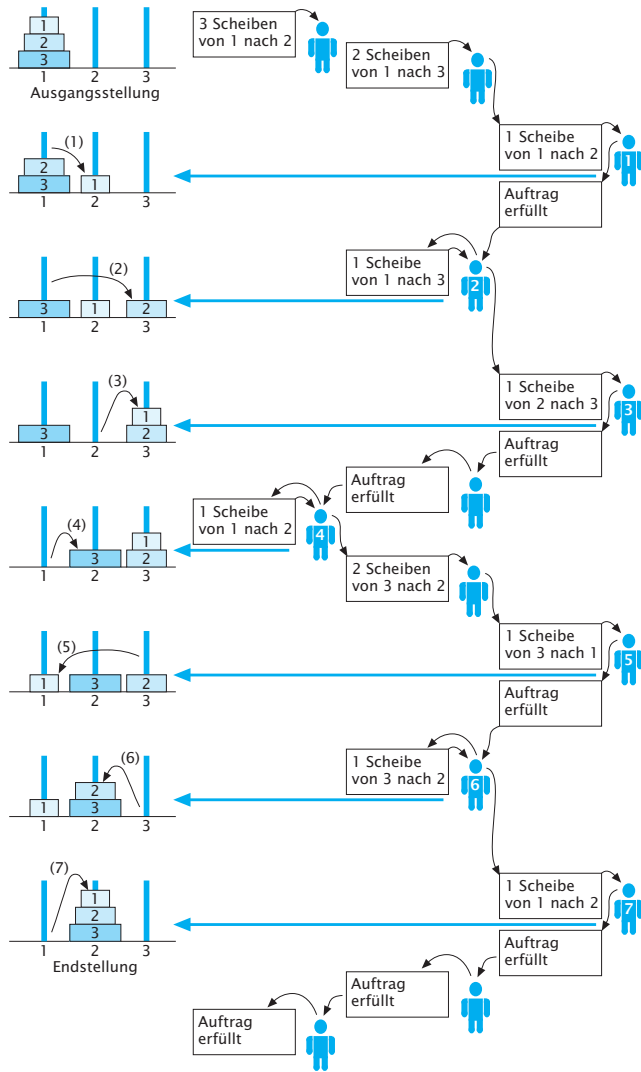 3 Scheiben
von 1 nach 2
1
2
3
1 2 3
Ausgangsstellung
2 Scheiben
von 1 nach 3
1 Scheibe
von 1 nach 2
1
(1)
2
3 1
1 2 3
Auftrag
erfüllt
1 Scheibe
von 1 nach 3
2
(2)
3 1 2
1 2 3
1 Scheibe
von 2 nach 3
3
(3)
1
3 2
1 2 3
Auftrag
erfüllt
Auftrag
erfüllt
1 Scheibe
von 1 nach 2
4
(4)
1
3 2
1 2 3
2 Scheiben
von 3 nach 2
1 Scheibe
von 3 nach 1
5
(5)
1 3 2
1 2 3
Auftrag
erfüllt
1 Scheibe
von 3 nach 2
6
(6)
2
1 3
1 2 3
1 Scheibe
von 1 nach 2
7
(7)
1
2
3
1 2 3
Endstellung
Auftrag
erfüllt
Auftrag
erfüllt
Auftrag
erfüllt